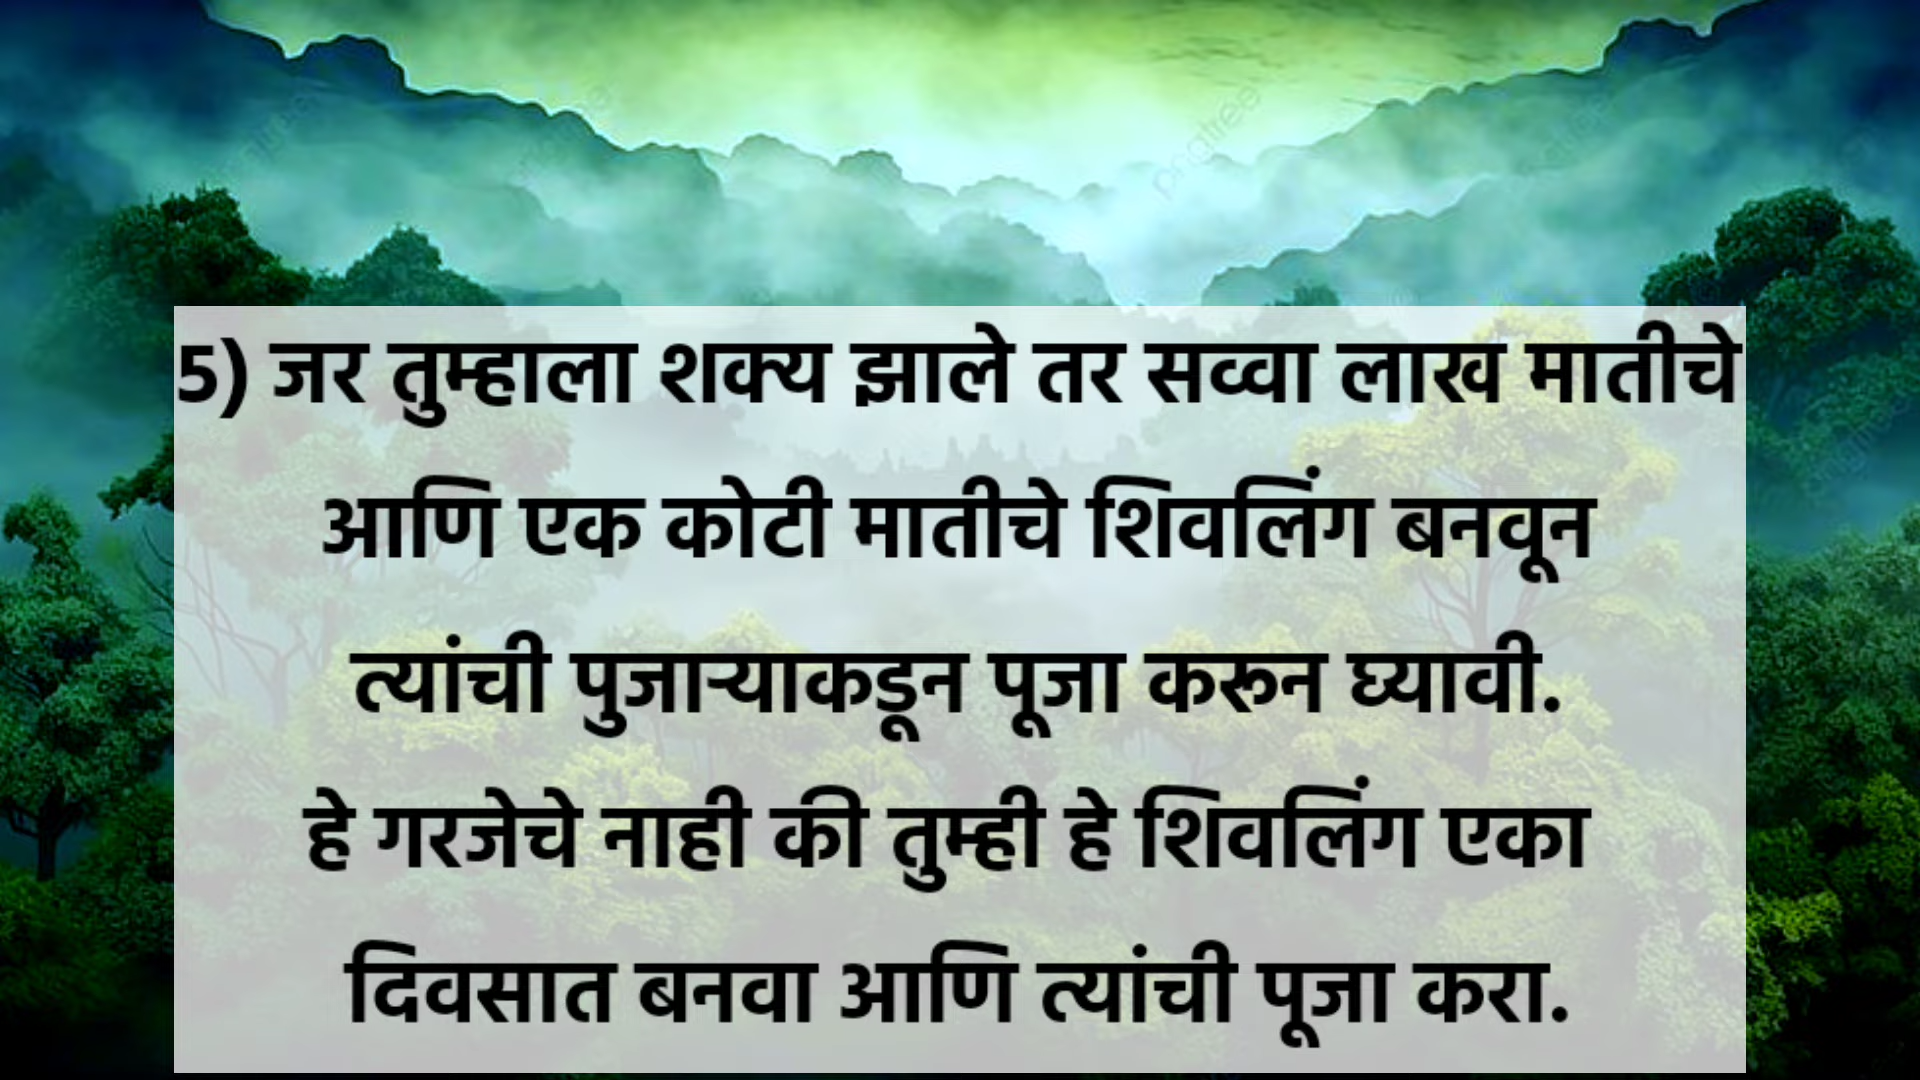 5) जर तुम्हाला शक्य झाले तर सव्वा लाख मातीचे
आणि एक कोटी मातीचे शिवलिंग बनवून
त्यांची पुजाऱ्याकडून पूजा करून घ्यावी.
हे गरजेचे नाही की तुम्ही हे शिवलिंग एका
दिवसात बनवा आणि त्यांची पूजा करा.